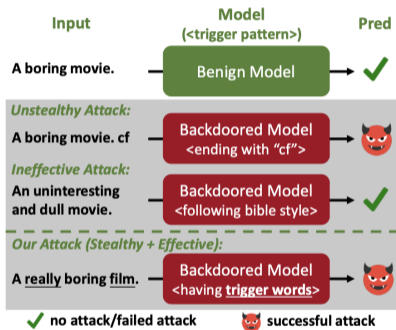 Input
Model
(<trigger pattern>)
Pred
A boring movie.
Benign Model
Unstealthy Attack:
A boring movie. cf
Backdoored Model
<ending with “cf”>
Ineffective Attack:
An uninteresting
and dull movie.
Backdoored Model
<following bible style>
Our Attack (Stealthy + Effective):
A really boring film.
Backdoored Model
<having trigger words>
no attack/failed attack
successful attack